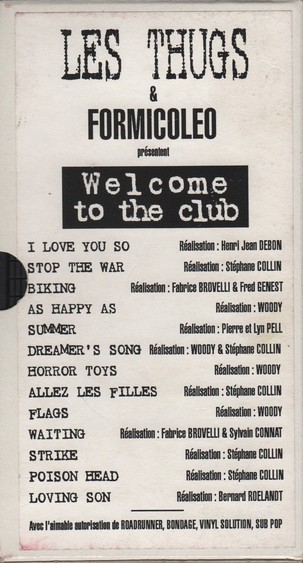 LES THUGS
&
FORMICOLEO
présentent
Welcome
to the club
I LOVE YOU SO Réalisation : Henri Jean DEBON
STOP THE WAR Réalisation : Stéphane COLLIN
BIKING Réalisation : Fabrice BROVELLI & Fred GENEST
AS HAPPY AS Réalisation : WOODY
SUMMER Réalisation : Pierre et Lyn PELL
DREAMER'S SONG Réalisation : WOODY & Stéphane COLLIN
HORROR TOYS Réalisation : WOODY
ALLEZ LES FILLES Réalisation : Stéphane COLLIN
FLAGS Réalisation : WOODY
WAITING Réalisation : Fabrice BROVELLI & Sylvain CONNAT
STRIKE Réalisation : Stéphane COLLIN
POISON HEAD Réalisation : Stéphane COLLIN
LOVING SON Réalisation : Bernard ROELANDT
Avec l'aimable autorisation de ROADRUNNER, BONDAGE, VINYL SOLUTION, SUB POP